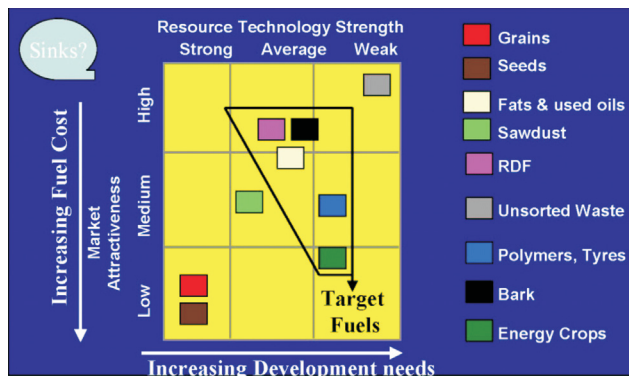 Sinks?
Resource Technology Strength
Strong Average Weak
Increasing Fuel Cost
Market
Attractiveness
High
Medium
Low
Target
Fuels
Increasing Development needs
Grains
Seeds
Fats & used oils
Sawdust
RDF
Unsorted Waste
Polymers, Tyres
Bark
Energy Crops